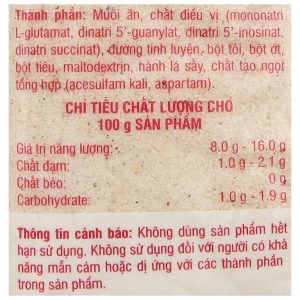 Thành phần: Muối ăn, chất điều vị (mononatri
L-glutamat, dinatri 5'-guanylat, dinatri 5'-inosinat,
dinatri succinat), đường tinh luyện, bột tỏi, bột ớt,
bột tiêu, maltodextrin, hành lá sấy, chất tạo ngọt
tổng hợp (acesulfam kali, aspartam).
CHỈ TIÊU CHẤT LƯỢNG CHO
100 g SẢN PHẨM
Giá trị năng lượng: 8.0 g - 16.0 g
Chất đạm: 1.0 g - 2.1 g
Chất béo: 0 g
Carbohydrate: 1.0 g - 1.9 g
Thông tin cảnh báo: Không dùng sản phẩm hết
hạn sử dụng. Không sử dụng đối với người có khả
năng mẫn cảm hoặc dị ứng với các thành phần
trong sản phẩm.